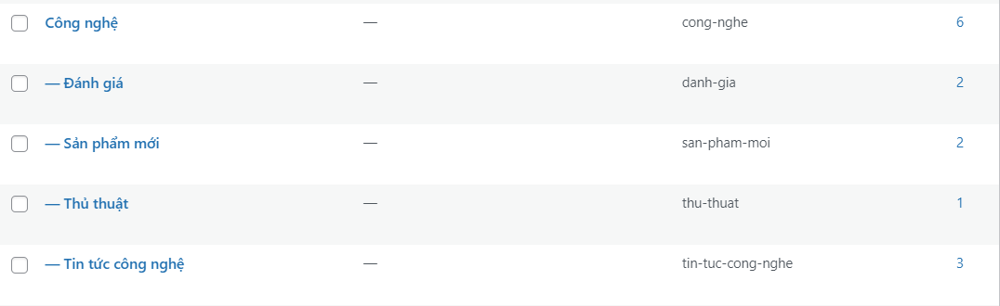 Công nghệ — cong-nghe 6
— Đánh giá — danh-gia 2
— Sản phẩm mới — san-pham-moi 2
— Thủ thuật — thu-thuat 1
— Tin tức công nghệ — tin-tuc-cong-nghe 3